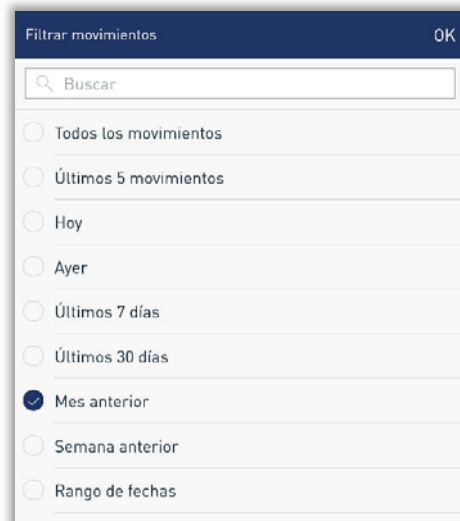 Filtrar movimientos OK
Buscar
Todos los movimientos
Últimos 5 movimientos
Hoy
Ayer
Últimos 7 días
Últimos 30 días
Mes anterior
Semana anterior
Rango de fechas